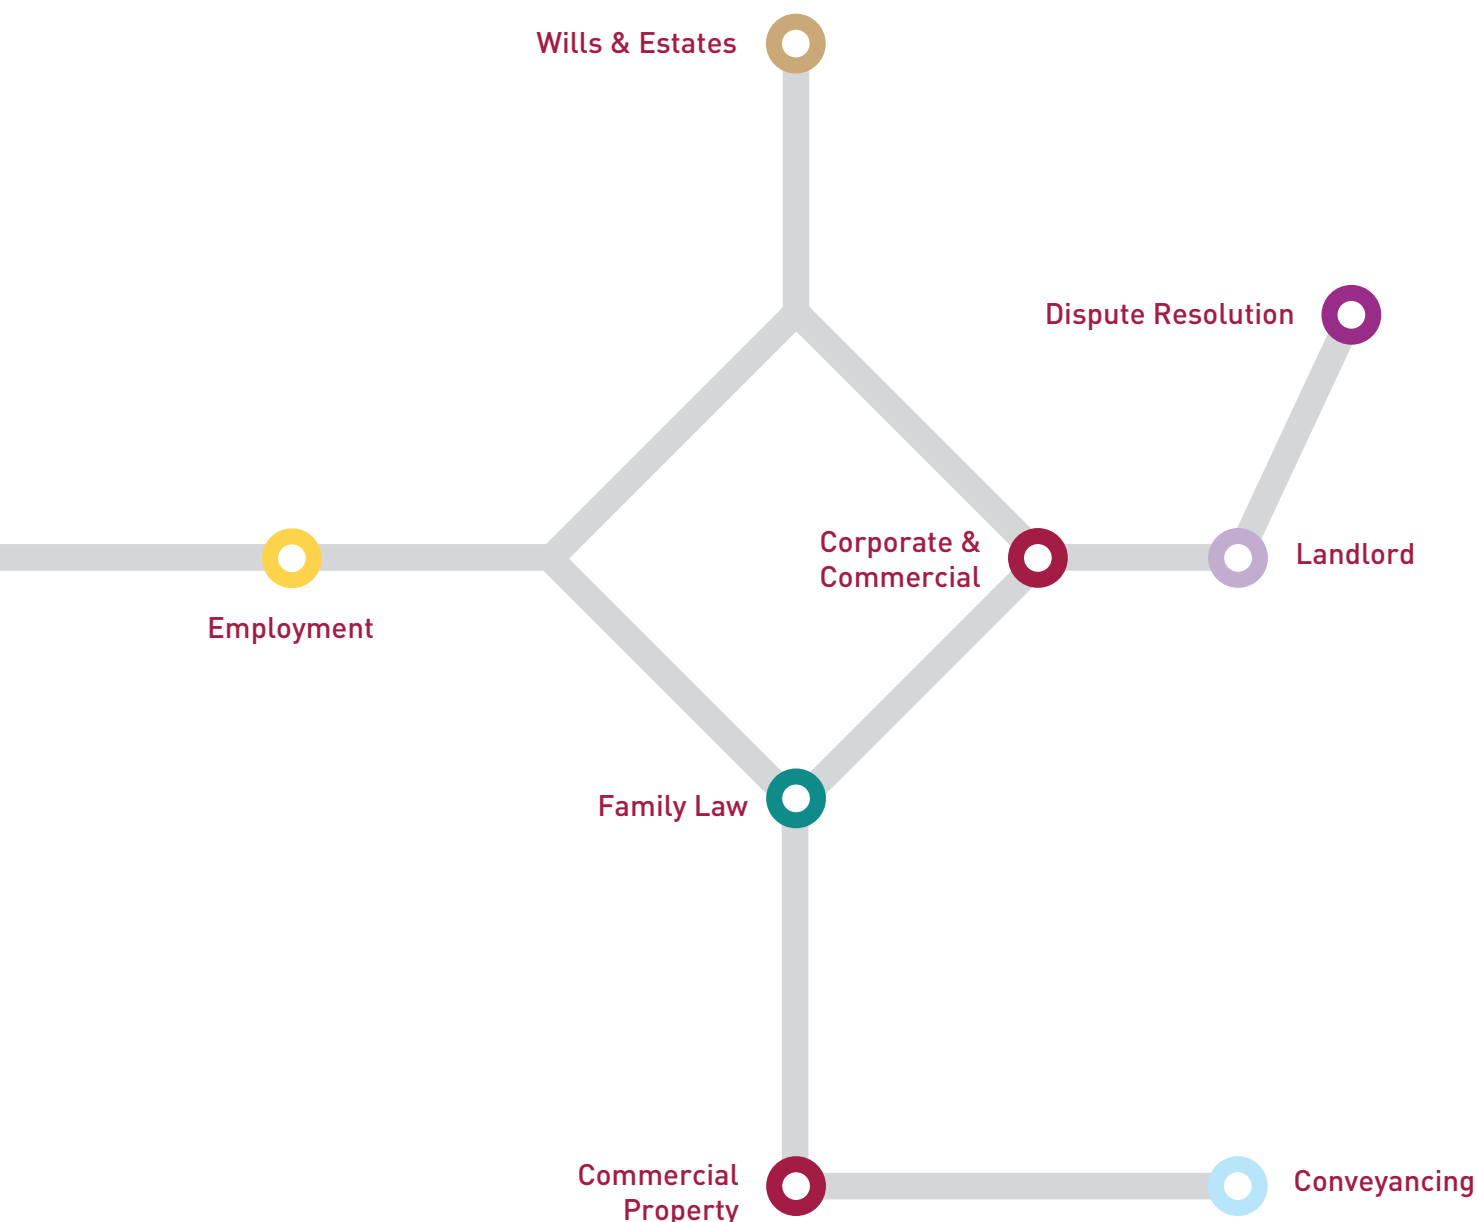 Wills & Estates
Dispute Resolution
Corporate &
Commercial
Landlord
Employment
Family Law
Commercial
Property
Conveyancing